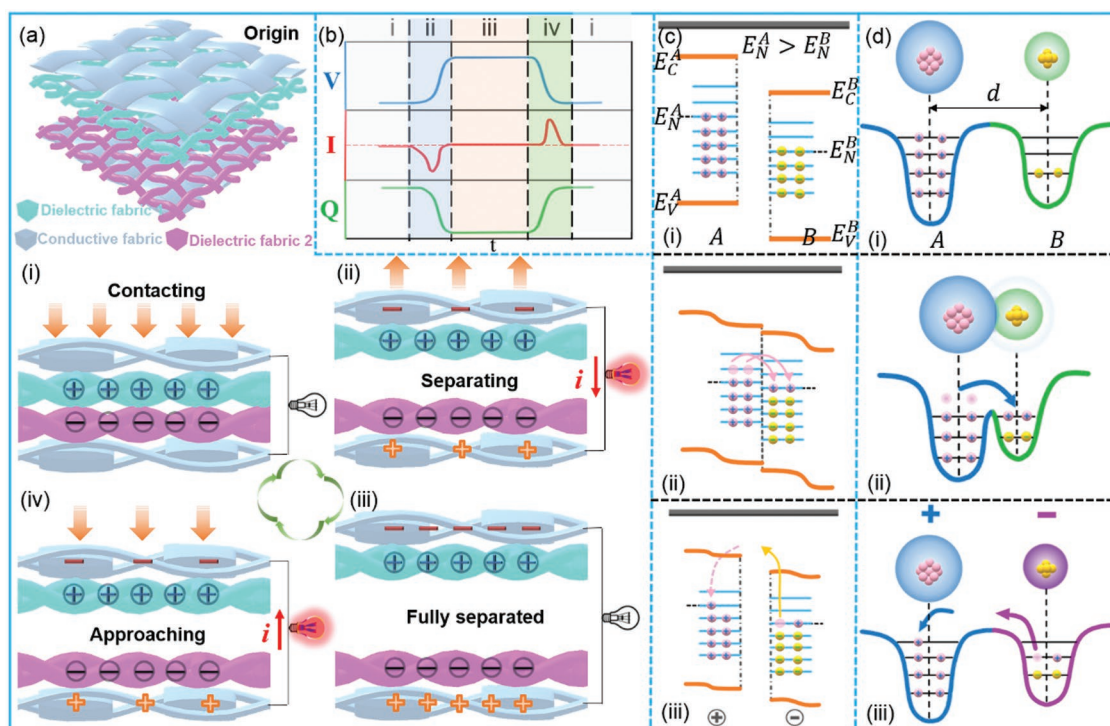 (a)
Origin
Dielectric fabric 1
Conductive fabric
Dielectric fabric 2
(b)
i ii iii iv i
V
I
Q
t
(c)
E_N^A > E_N^B
E_C^A
E_C^B
E_N^A
E_N^B
E_V^A
E_V^B
(i) A B
(d)
d
(i) A B
(i)
Contacting
(ii)
Separating
i
(iv)
Approaching
i
(iii)
Fully separated
(ii)
(ii)
+ −
(iii) + −
(iii)